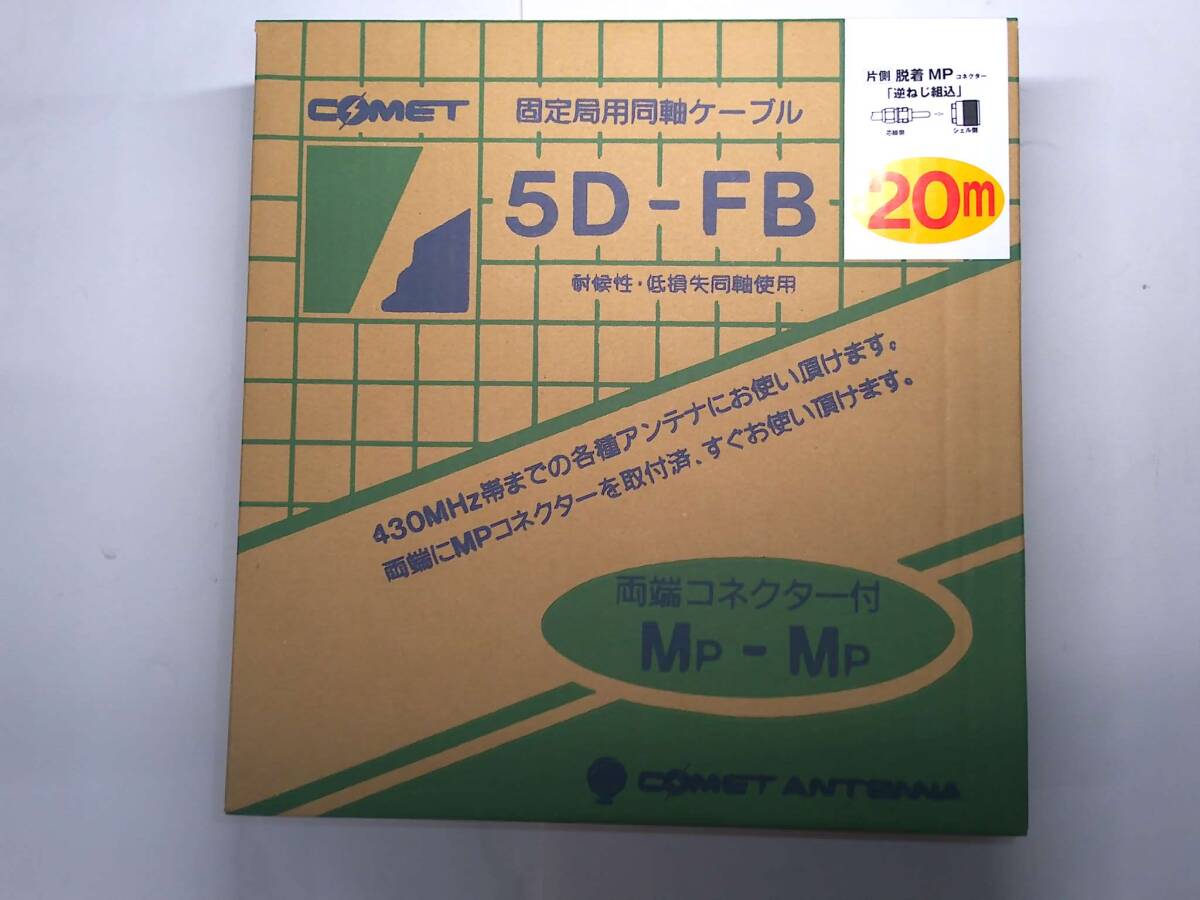 COMET
固定局用同軸ケーブル
5D-FB
耐候性・低損失同軸使用
片側 脱着 MP コネクター
「逆ねじ組込」
芯線側
シェル側
20m
430MHz帯までの各種アンテナにお使い頂けます。
両端にMPコネクターを取付済、すぐお使い頂けます。
両端コネクター付
MP - MP
COMET ANTENNA